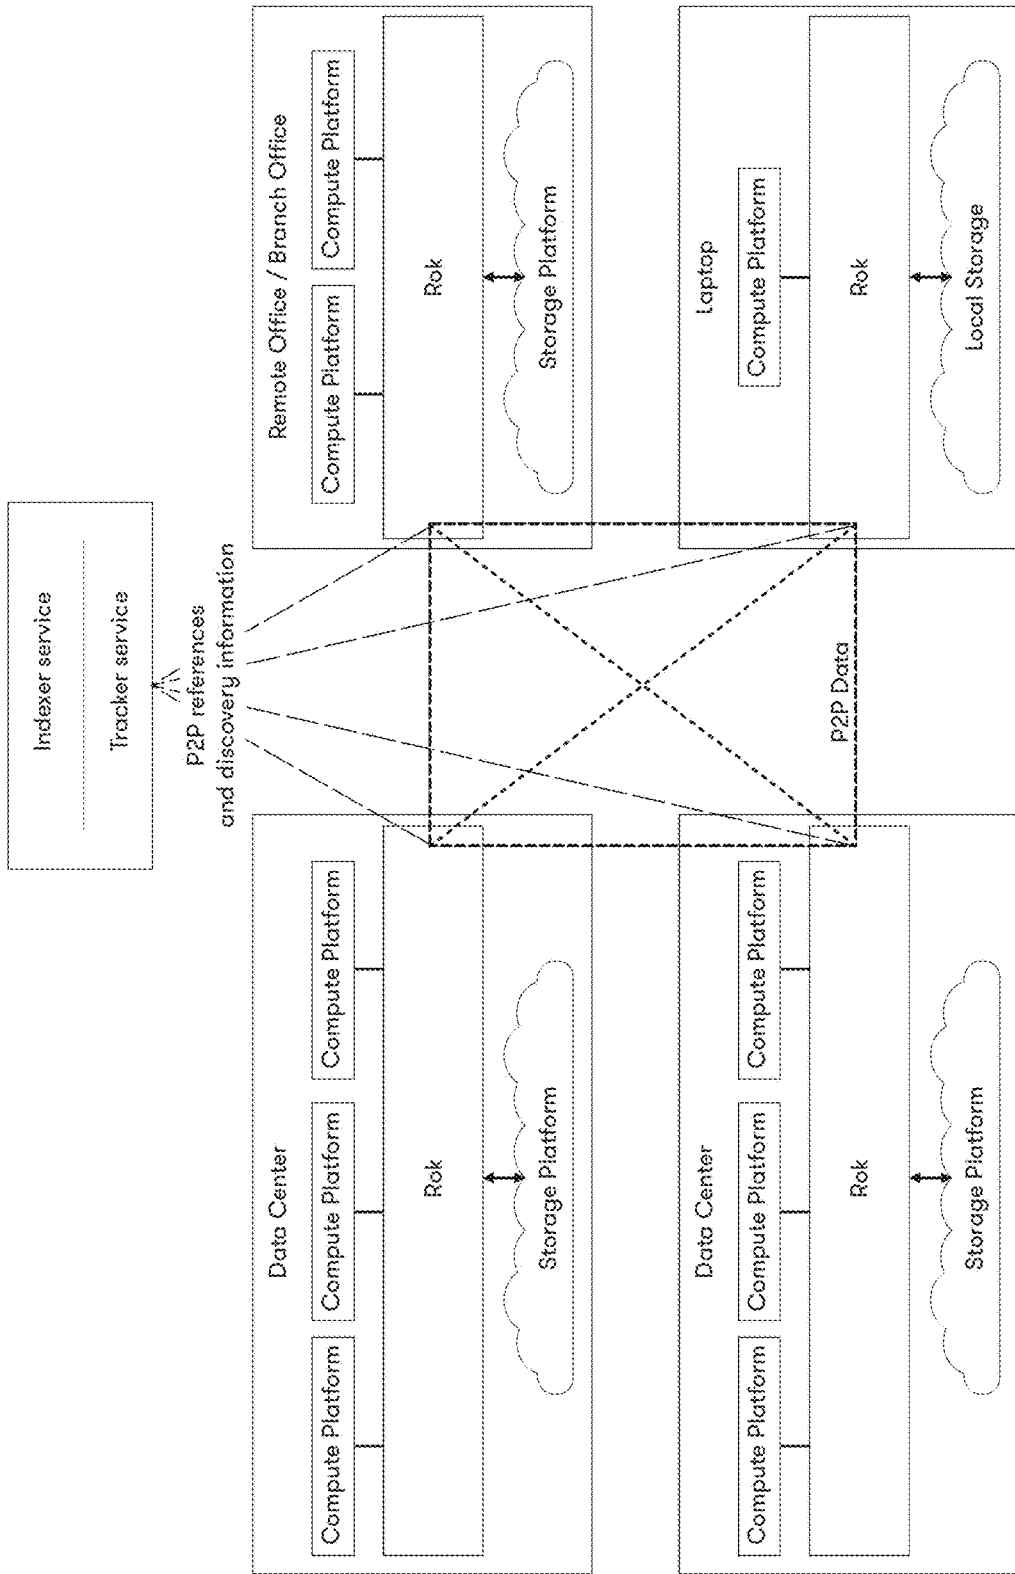 Indexer service
Tracker service
P2P references
and discovery information
Data Center
Compute Platform
Compute Platform
Compute Platform
Rok
Storage Platform
Remote Office / Branch Office
Compute Platform
Compute Platform
Rok
Storage Platform
P2P Data
Data Center
Compute Platform
Compute Platform
Compute Platform
Rok
Storage Platform
Laptop
Compute Platform
Rok
Local Storage